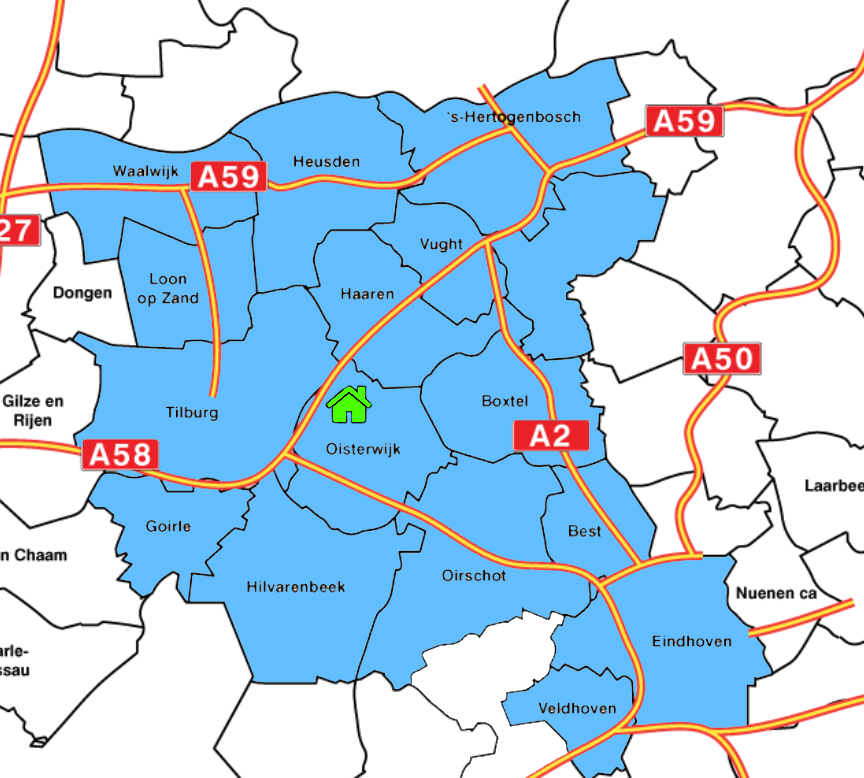 `s-Hertogenbosch
A59
Heusden
Waalwijk
A59
27
Vught
Loon
op Zand
Dongen
Haaren
A50
Gilze en
Rijen
Tilburg
Boxtel
A2
Oisterwijk
A58
Laarbee
Goirle
Best
n Chaam
Oirschot
Hilvarenbeek
Nuenen ca
Eindhoven
arle-
ssau
Veldhoven